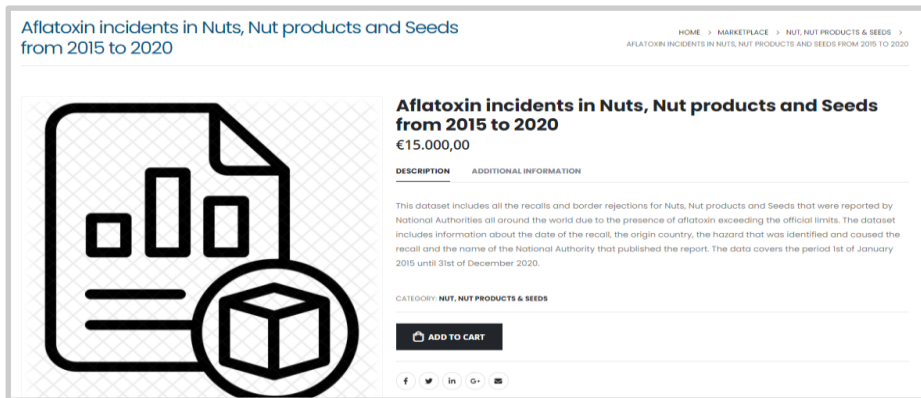 Aflatoxin incidents in Nuts, Nut products and Seeds
from 2015 to 2020
HOME > MARKETPLACE > NUT, NUT PRODUCTS & SEEDS >
AFLATOXIN INCIDENTS IN NUTS, NUT PRODUCTS AND SEEDS FROM 2015 TO 2020
Aflatoxin incidents in Nuts, Nut products and Seeds
from 2015 to 2020
€15.000,00
DESCRIPTION ADDITIONAL INFORMATION
This dataset includes all the recalls and border rejections for Nuts, Nut products and Seeds that were reported by
National Authorities all around the world due to the presence of aflatoxin exceeding the official limits. The dataset
includes information about the date of the recall, the origin country, the hazard that was identified and caused the
recall and the name of the National Authority that published the report. The data covers the period 1st of January
2015 until 31st of December 2020.
CATEGORY: NUT, NUT PRODUCTS & SEEDS
ADD TO CART